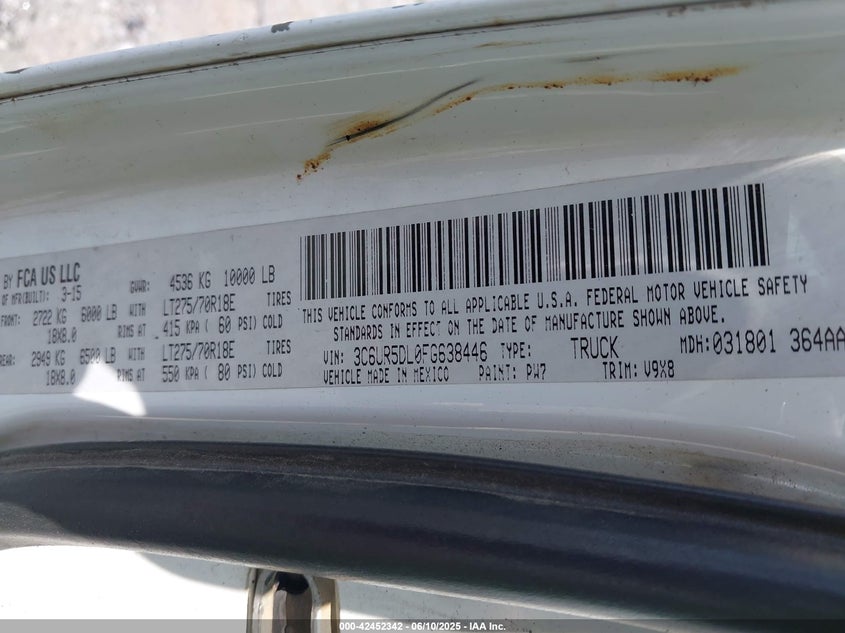 BY FCA US LLC
OF MFR(BUILT): 3-15 GVWR: 4536 KG 10000 LB
FRONT: 2722 KG 6000 LB WITH LT275/70R18E TIRES
18X8.0 RIMS AT 415 KPA ( 60 PSI) COLD
2949 KG 6500 LB WITH LT275/70R18E TIRES
18X8.0 RIMS AT 550 KPA ( 80 PSI) COLD
THIS VEHICLE CONFORMS TO ALL APPLICABLE U.S.A. FEDERAL MOTOR VEHICLE SAFETY
STANDARDS IN EFFECT ON THE DATE OF MANUFACTURE SHOWN ABOVE.
VIN: 3C6UR5DL0FG638446 TYPE: TRUCK MDH:031801 364AA
VEHICLE MADE IN MEXICO PAINT: PW7 TRIM: V9X8
000-42452342 - 06/10/2025 - IAA Inc.